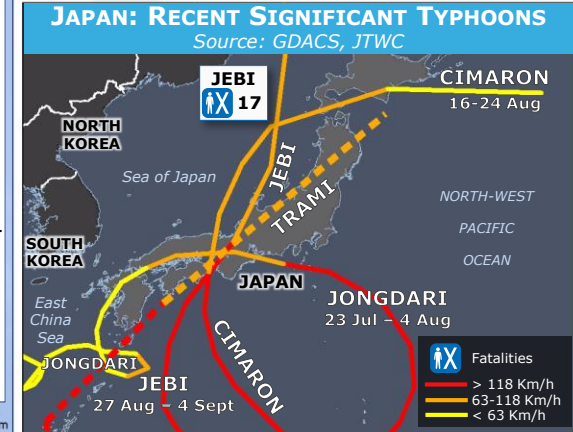 JAPAN: RECENT SIGNIFICANT TYPHOONS
Source: GDACS, JTWC
JEBI
17
CIMARON
16-24 Aug
NORTH
KOREA
Sea of Japan
JEBI
TRAMI
NORTH-WEST
PACIFIC
OCEAN
SOUTH
KOREA
JAPAN
East
China
Sea
JONGDARI
23 Jul – 4 Aug
CIMARON
JONGDARI
JEBI
27 Aug – 4 Sept
Fatalities
> 118 Km/h
63-118 Km/h
< 63 Km/h